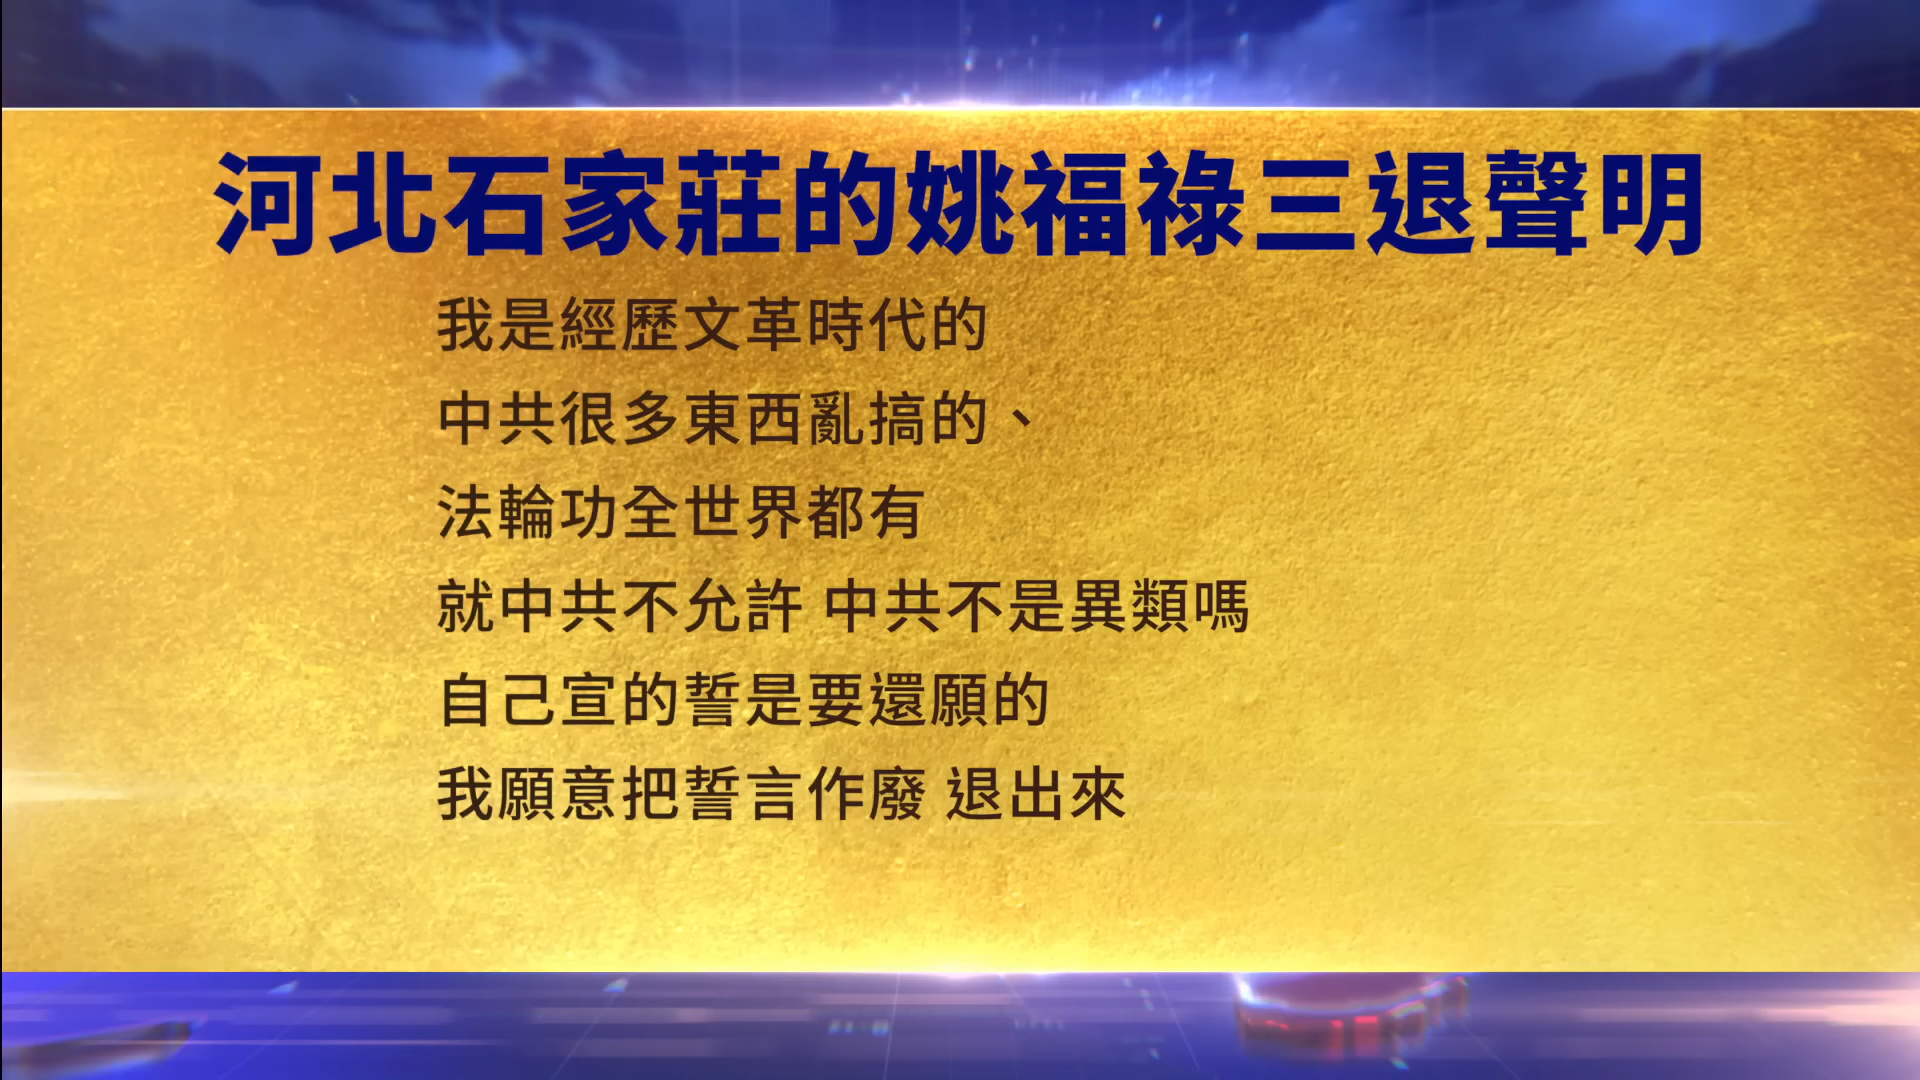 河北石家莊的姚福祿三退聲明
我是經歷文革時代的
中共很多東西亂搞的、
法輪功全世界都有
就中共不允許 中共不是異類嗎
自己宣的誓是要還願的
我願意把誓言作廢 退出來